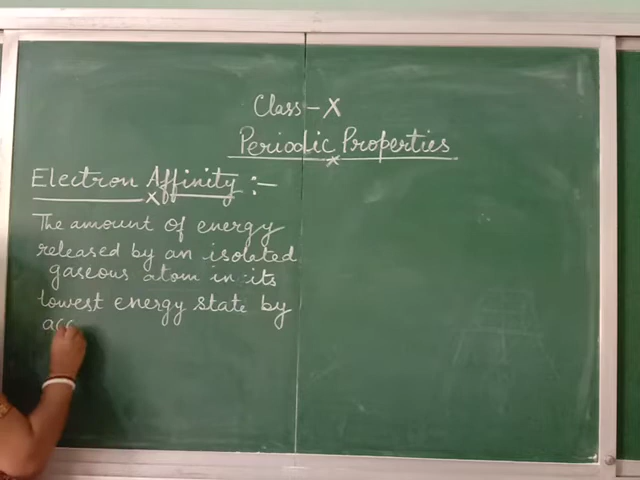 Class - X
Periodic Properties
Electron Affinity :-
The amount of energy
released by an isolated
gaseous atom in its
lowest energy state by
acc